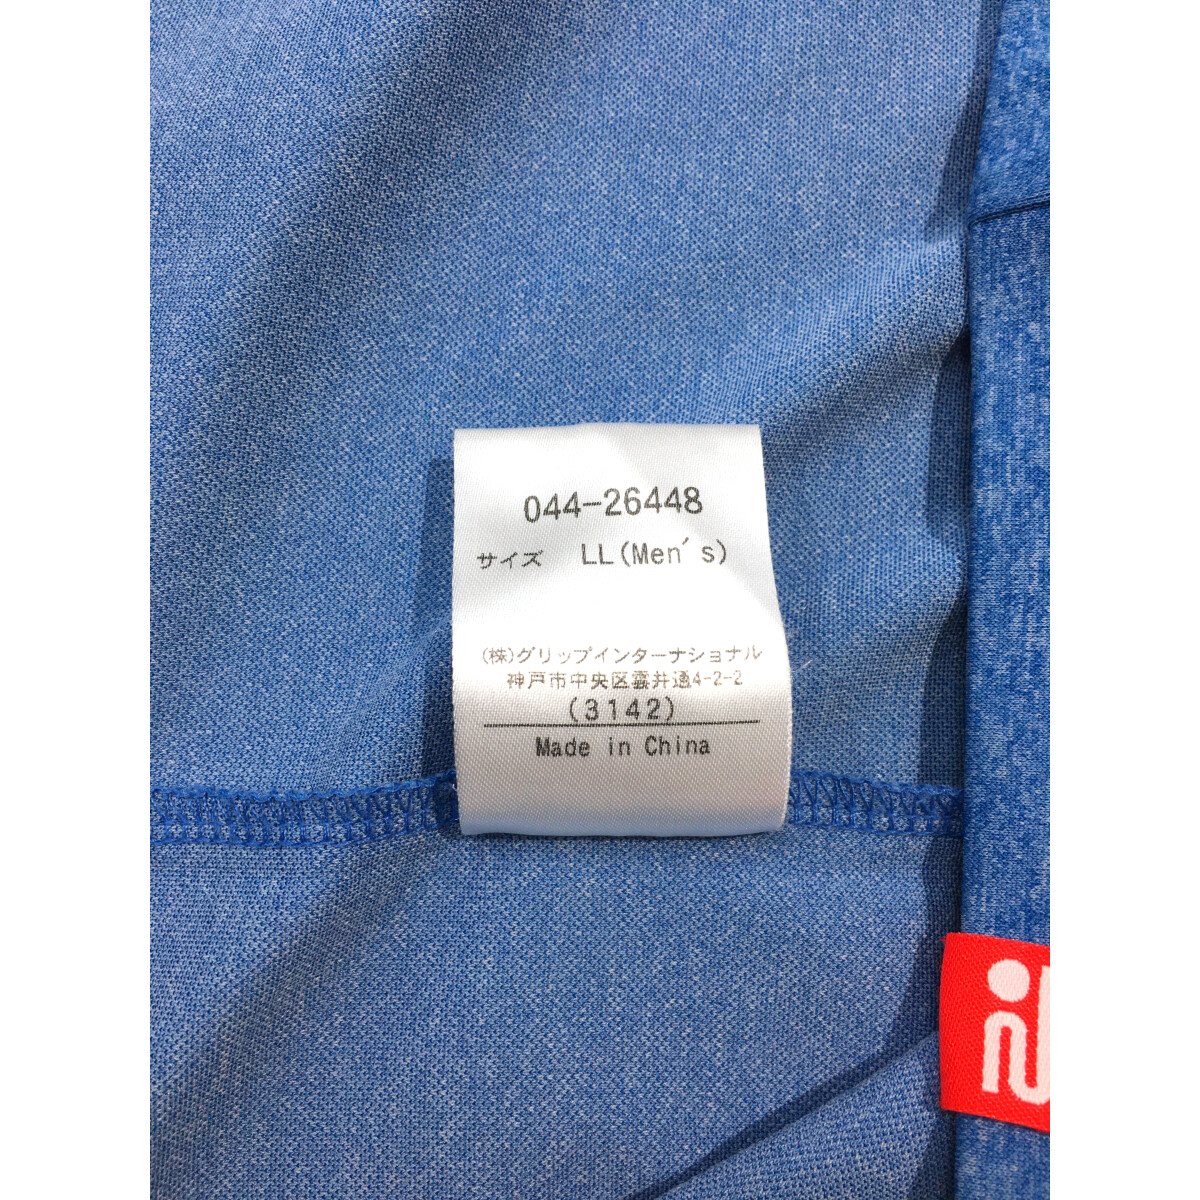 044-26448
サイズ LL(Men's)
(株)グリップインターナショナル
神戸市中央区雲井通4-2-2
(3142)
Made in China